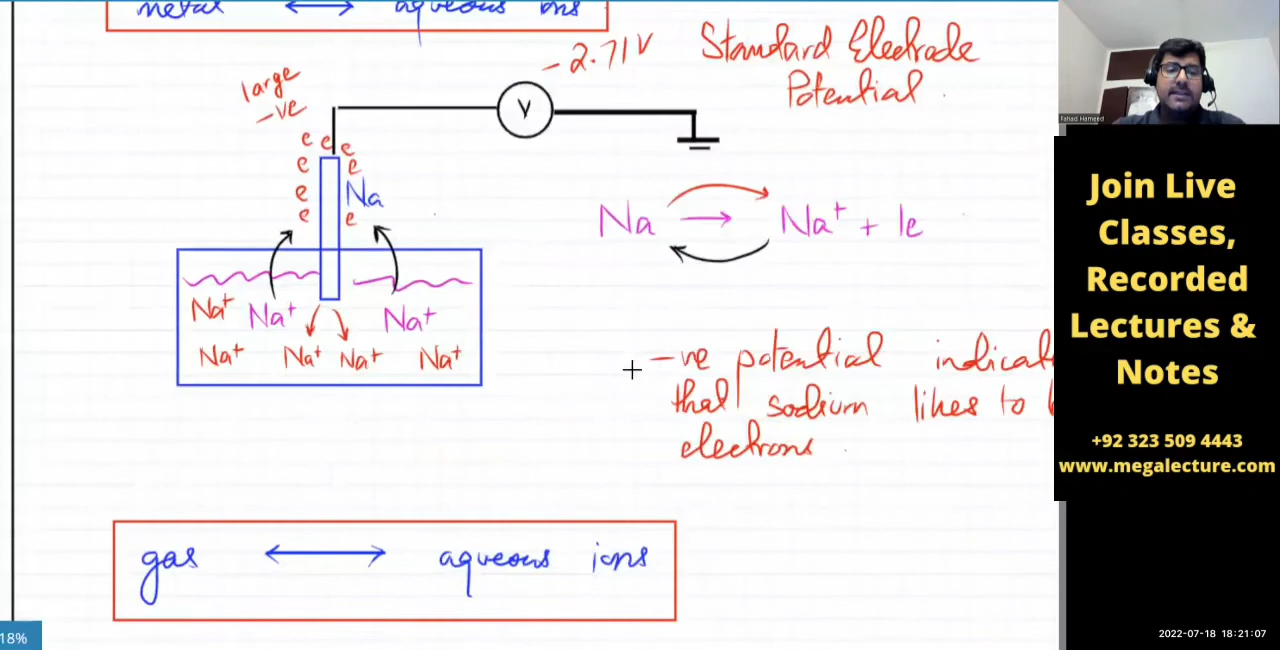 metal ⟷ aqueous ions
-2.71V
Standard Electrode
Potential
large
-ve
V
e e e
e e
e
e e
Na
Na → Na⁺ + 1e
Na⁺ Na⁺ Na⁺
Na⁺ Na⁺ Na⁺ Na⁺
-ve potential indicat
that sodium likes to
electrons
gas ⟷ aqueous ions
18%
Fahad Hameed
Join Live
Classes,
Recorded
Lectures &
Notes
+92 323 509 4443
www.megalecture.com
2022-07-18 18:21:07